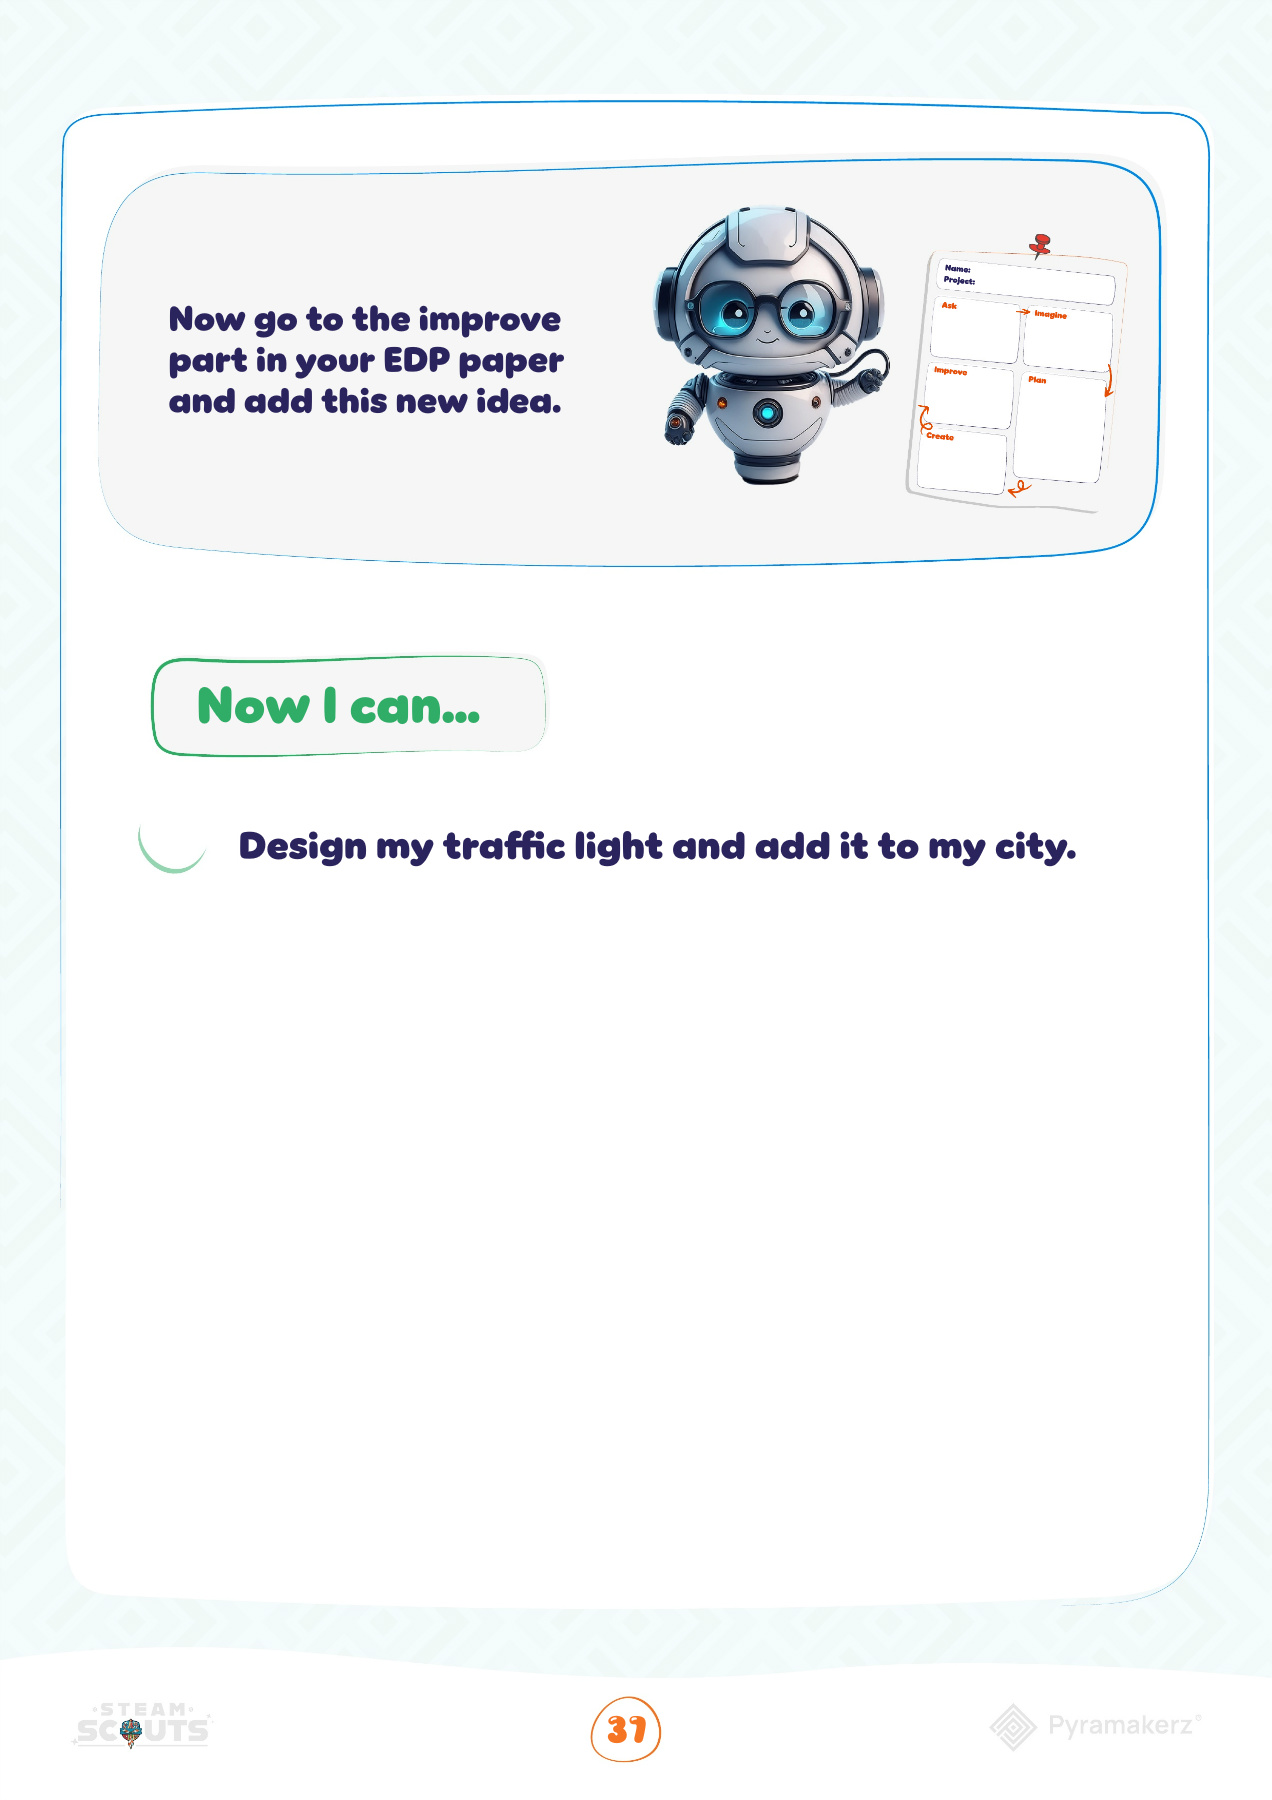 Now go to the improve
part in your EDP paper
and add this new idea.
Name:
Project:
Ask
Imagine
Improve
Plan
Create
Now I can...
Design my traffic light and add it to my city.
STEAM
SCOUTS
37
Pyramakerz